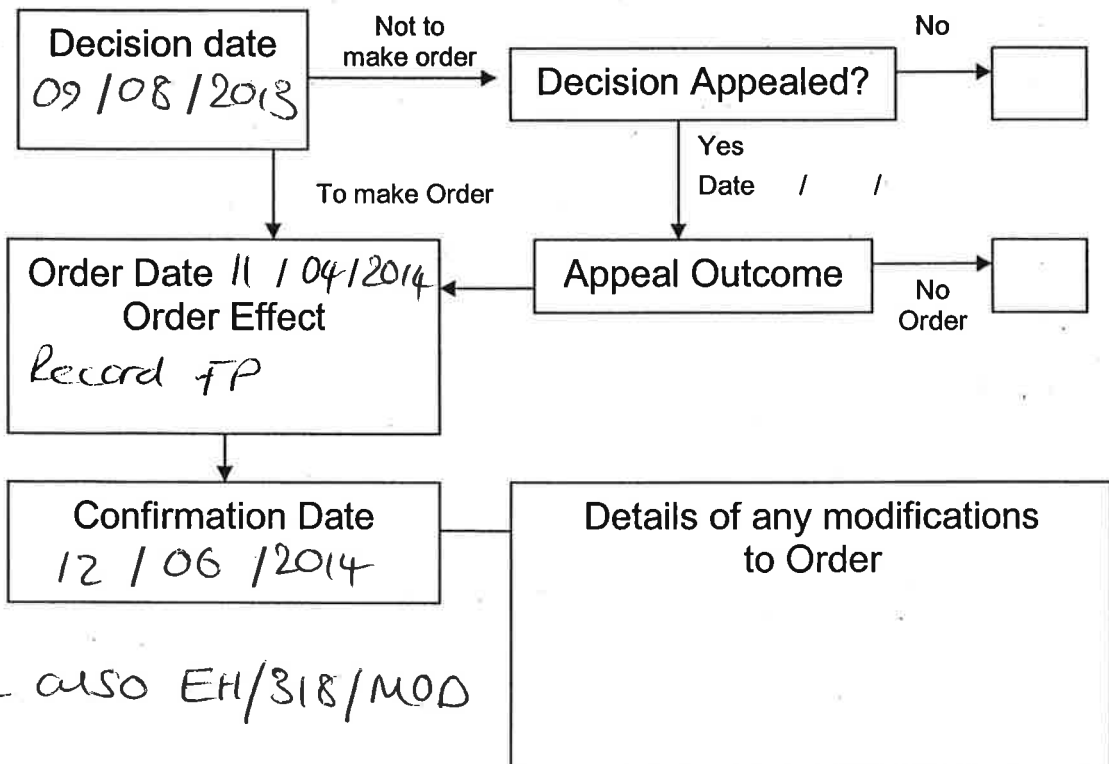 Decision date
09/08/2013
Not to
make order
Decision Appealed?
No
Yes
Date / /
To make Order
Order Date 11/04/2014
Order Effect
Record FP
Appeal Outcome
No
Order
Confirmation Date
12/06/2014
Details of any modifications
to Order
also EH/318/MOD